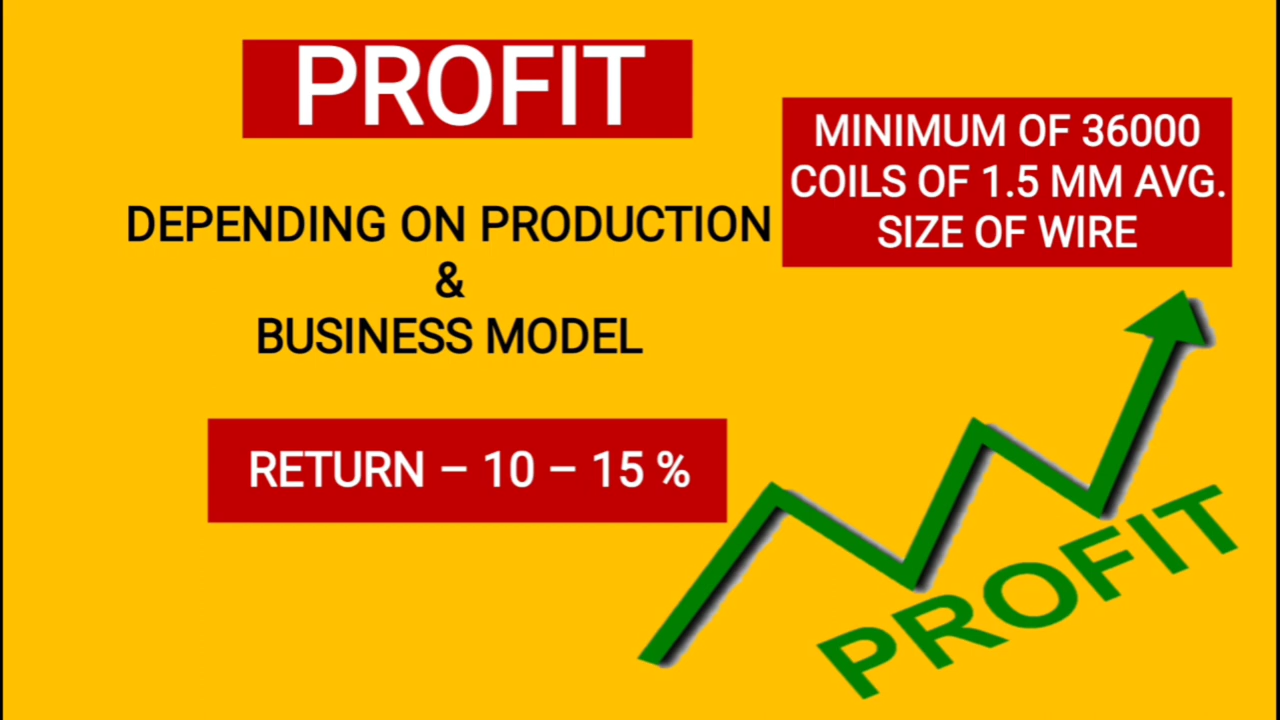 PROFIT
MINIMUM OF 36000
COILS OF 1.5 MM AVG.
SIZE OF WIRE
DEPENDING ON PRODUCTION
&
BUSINESS MODEL
RETURN – 10 – 15 %
PROFIT